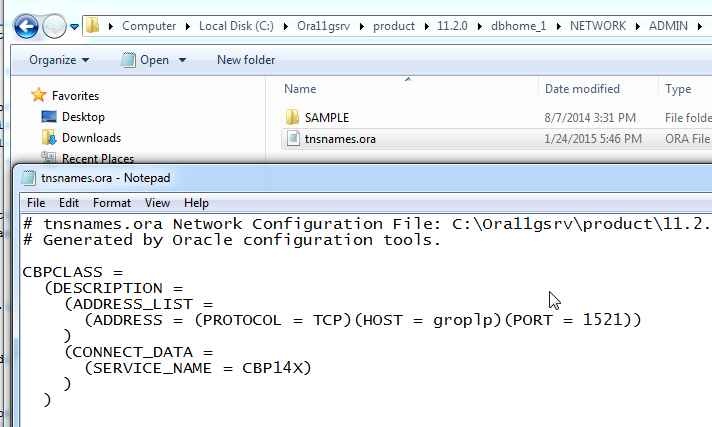 Computer ▸ Local Disk (C:) ▸ Ora11gsrv ▸ product ▸ 11.2.0 ▸ dbhome_1 ▸ NETWORK ▸ ADMIN ▸
Organize ▾ Open ▾ New folder
Favorites
Desktop
Downloads
Recent Places
Name Date modified Type
SAMPLE 8/7/2014 3:31 PM File folde
tnsnames.ora 1/24/2015 5:46 PM ORA File
tnsnames.ora - Notepad
File Edit Format View Help
# tnsnames.ora Network Configuration File: C:\Ora11gsrv\product\11.2.
# Generated by Oracle configuration tools.
CBPCLASS =
(DESCRIPTION =
(ADDRESS_LIST =
(ADDRESS = (PROTOCOL = TCP)(HOST = groplp)(PORT = 1521))
)
(CONNECT_DATA =
(SERVICE_NAME = CBP14X)
)
)